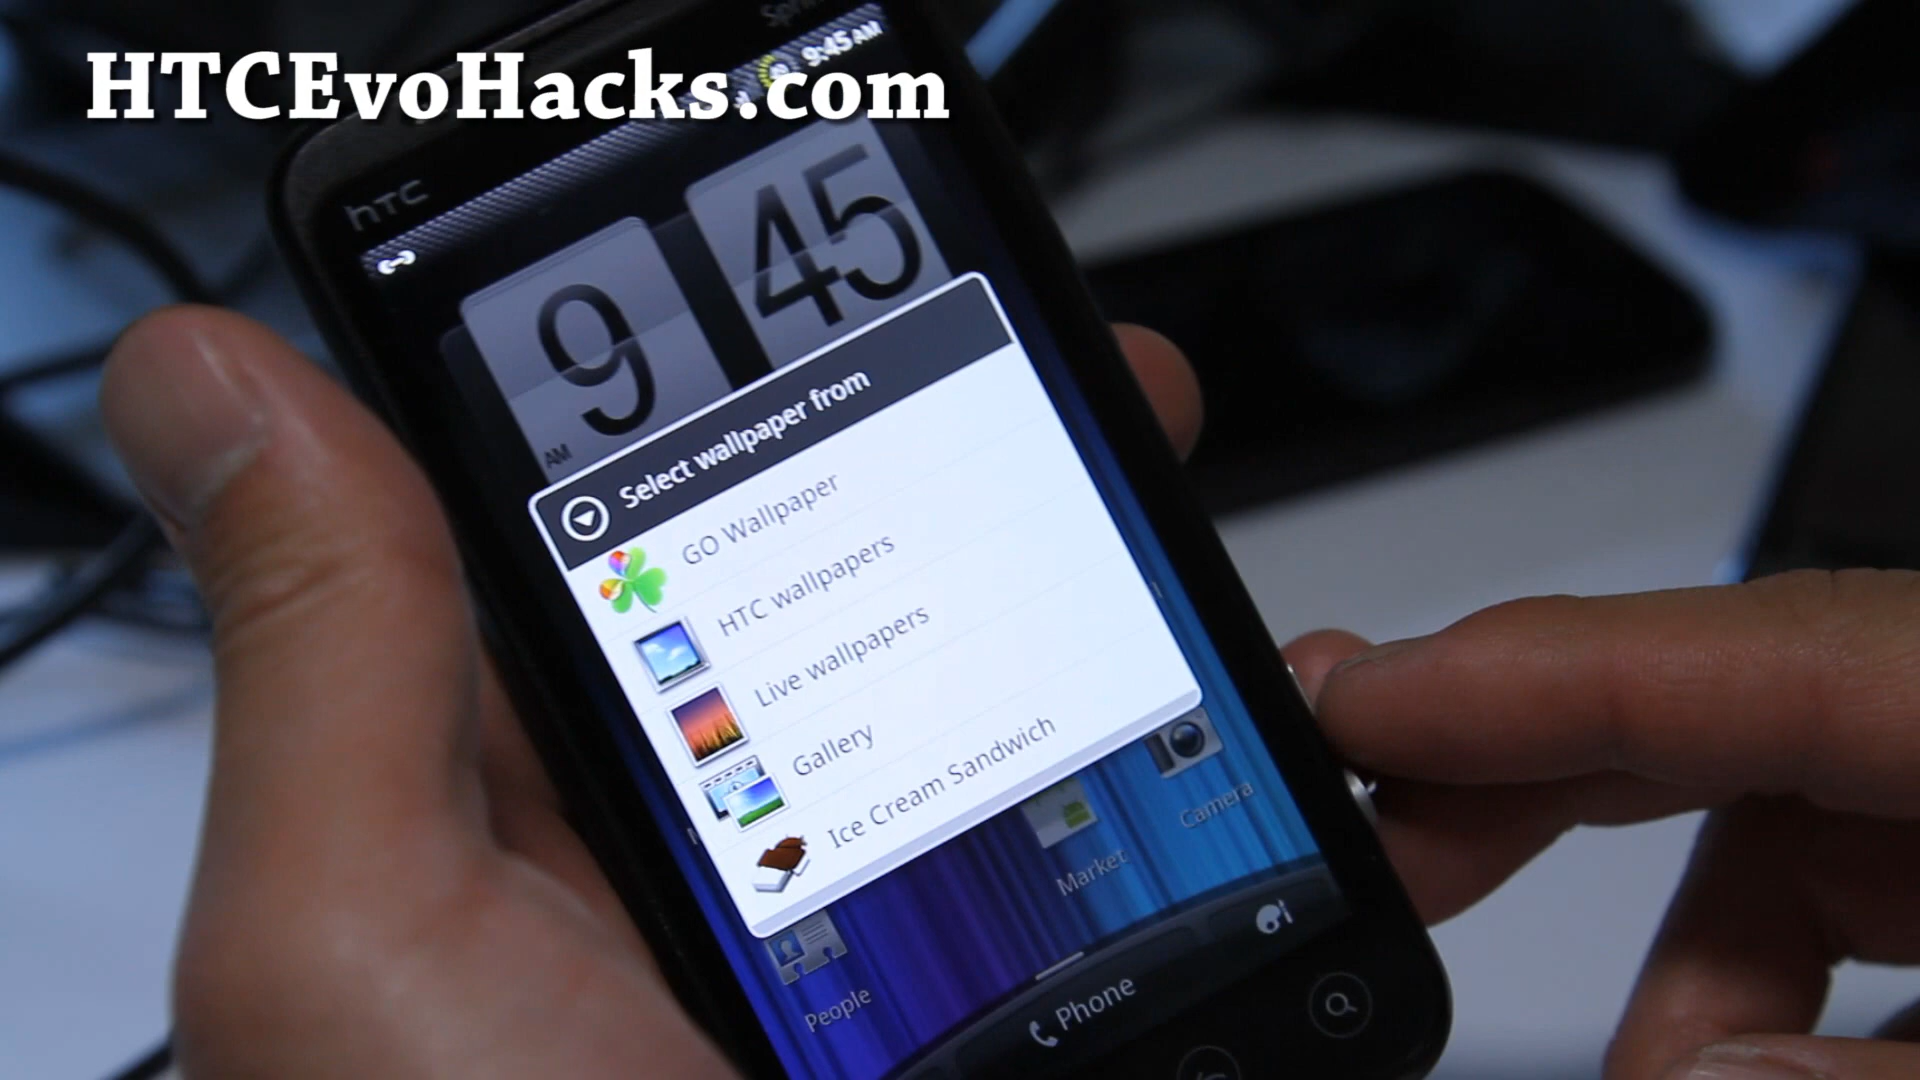 HTCEvoHacks.com
9:45 AM
hTC
9 45
AM
Select wallpaper from
GO Wallpaper
HTC wallpapers
Live wallpapers
Gallery
Ice Cream Sandwich
Camera
Market
People
Phone